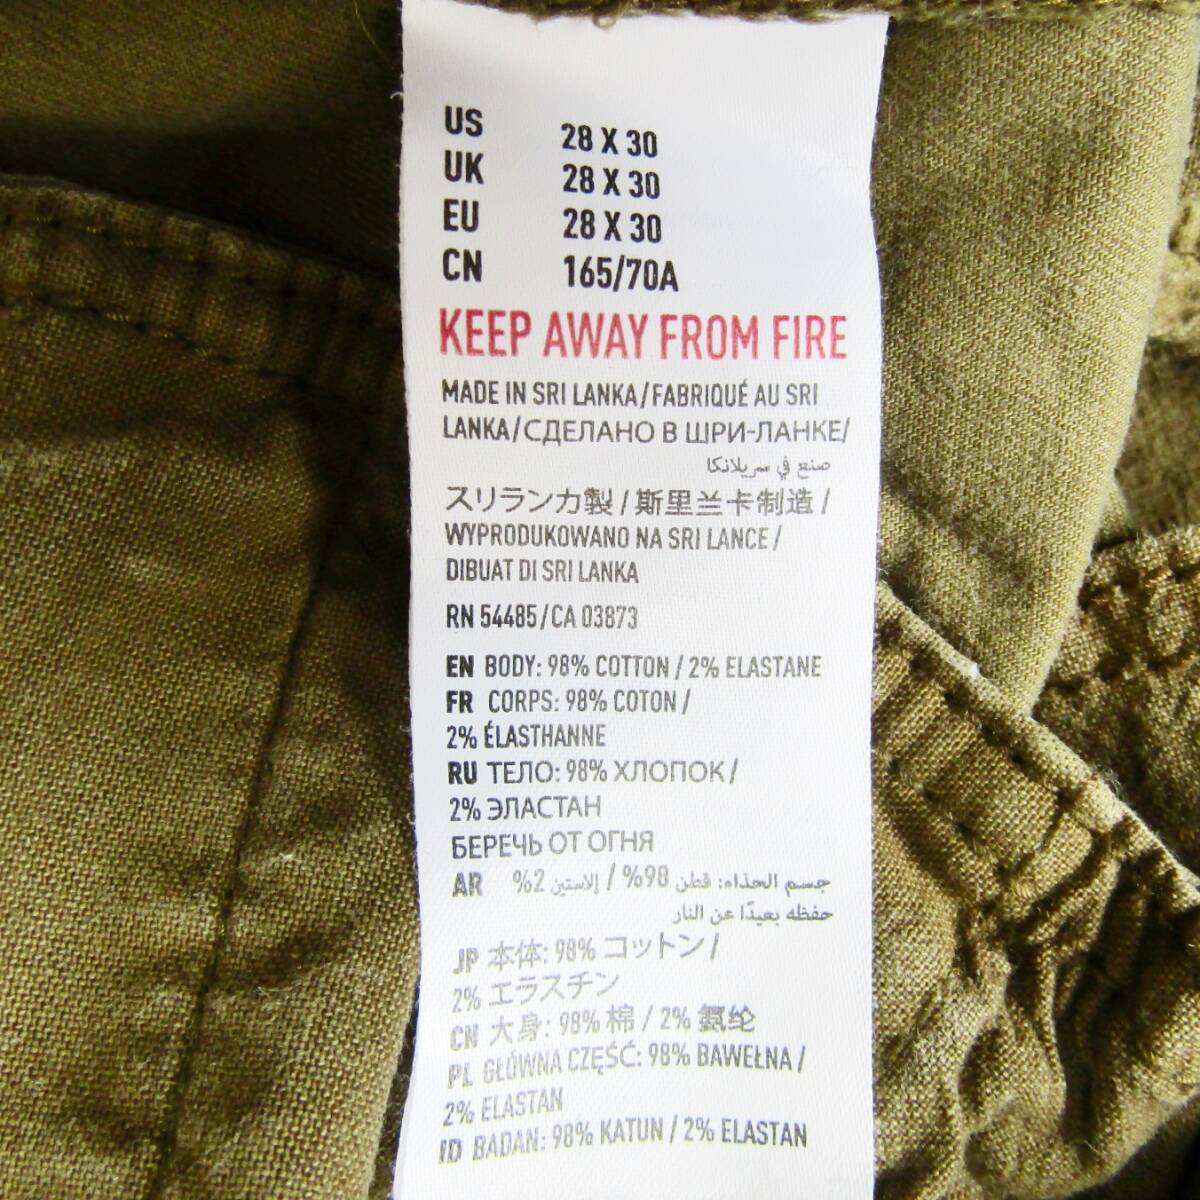 US 28 X 30
UK 28 X 30
EU 28 X 30
CN 165/70A
KEEP AWAY FROM FIRE
MADE IN SRI LANKA/FABRIQUÉ AU SRI
LANKA/СДЕЛАНО В ШРИ-ЛАНКЕ/
صنع في سريلانكا
スリランカ製/斯里兰卡制造/
WYPRODUKOWANO NA SRI LANCE/
DIBUAT DI SRI LANKA
RN 54485/CA 03873
EN BODY: 98% COTTON / 2% ELASTANE
FR CORPS: 98% COTON /
2% ÉLASTHANNE
RU ТЕЛО: 98% ХЛОПОК /
2% ЭЛАСТАН
БЕРЕЧЬ ОТ ОГНЯ
AR جسم الحذاء: قطن 98% / إلاستين 2%
حفظه بعيدًا عن النار
JP 本体: 98% コットン /
2% エラスチン
CN 大身: 98% 棉 / 2% 氨纶
PL GŁÓWNA CZĘŚĆ: 98% BAWEŁNA /
2% ELASTAN
ID BADAN: 98% KATUN / 2% ELASTAN